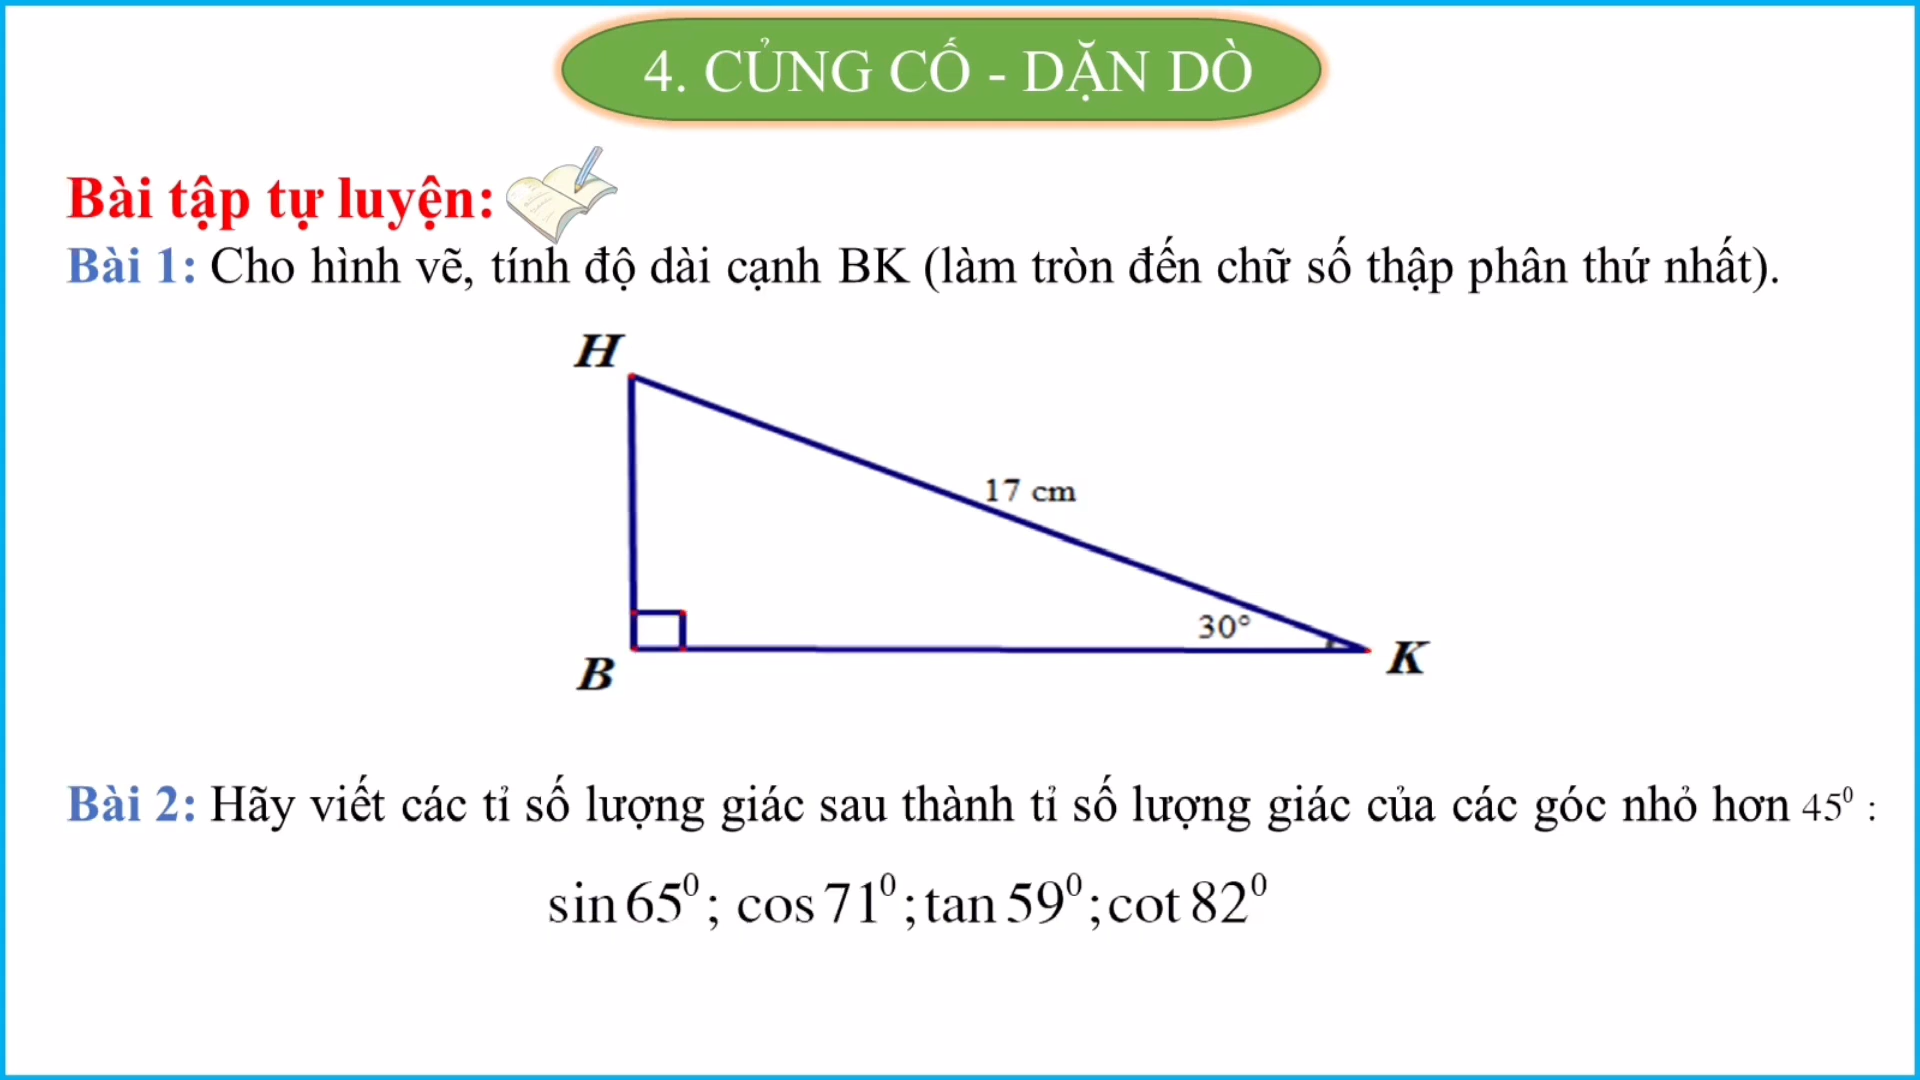 4. CỦNG CỐ - DẶN DÒ
Bài tập tự luyện:
Bài 1: Cho hình vẽ, tính độ dài cạnh BK (làm tròn đến chữ số thập phân thứ nhất).
H
17 cm
30°
B
K
Bài 2: Hãy viết các tỉ số lượng giác sau thành tỉ số lượng giác của các góc nhỏ hơn 45⁰ :
sin 65⁰; cos 71⁰; tan 59⁰; cot 82⁰